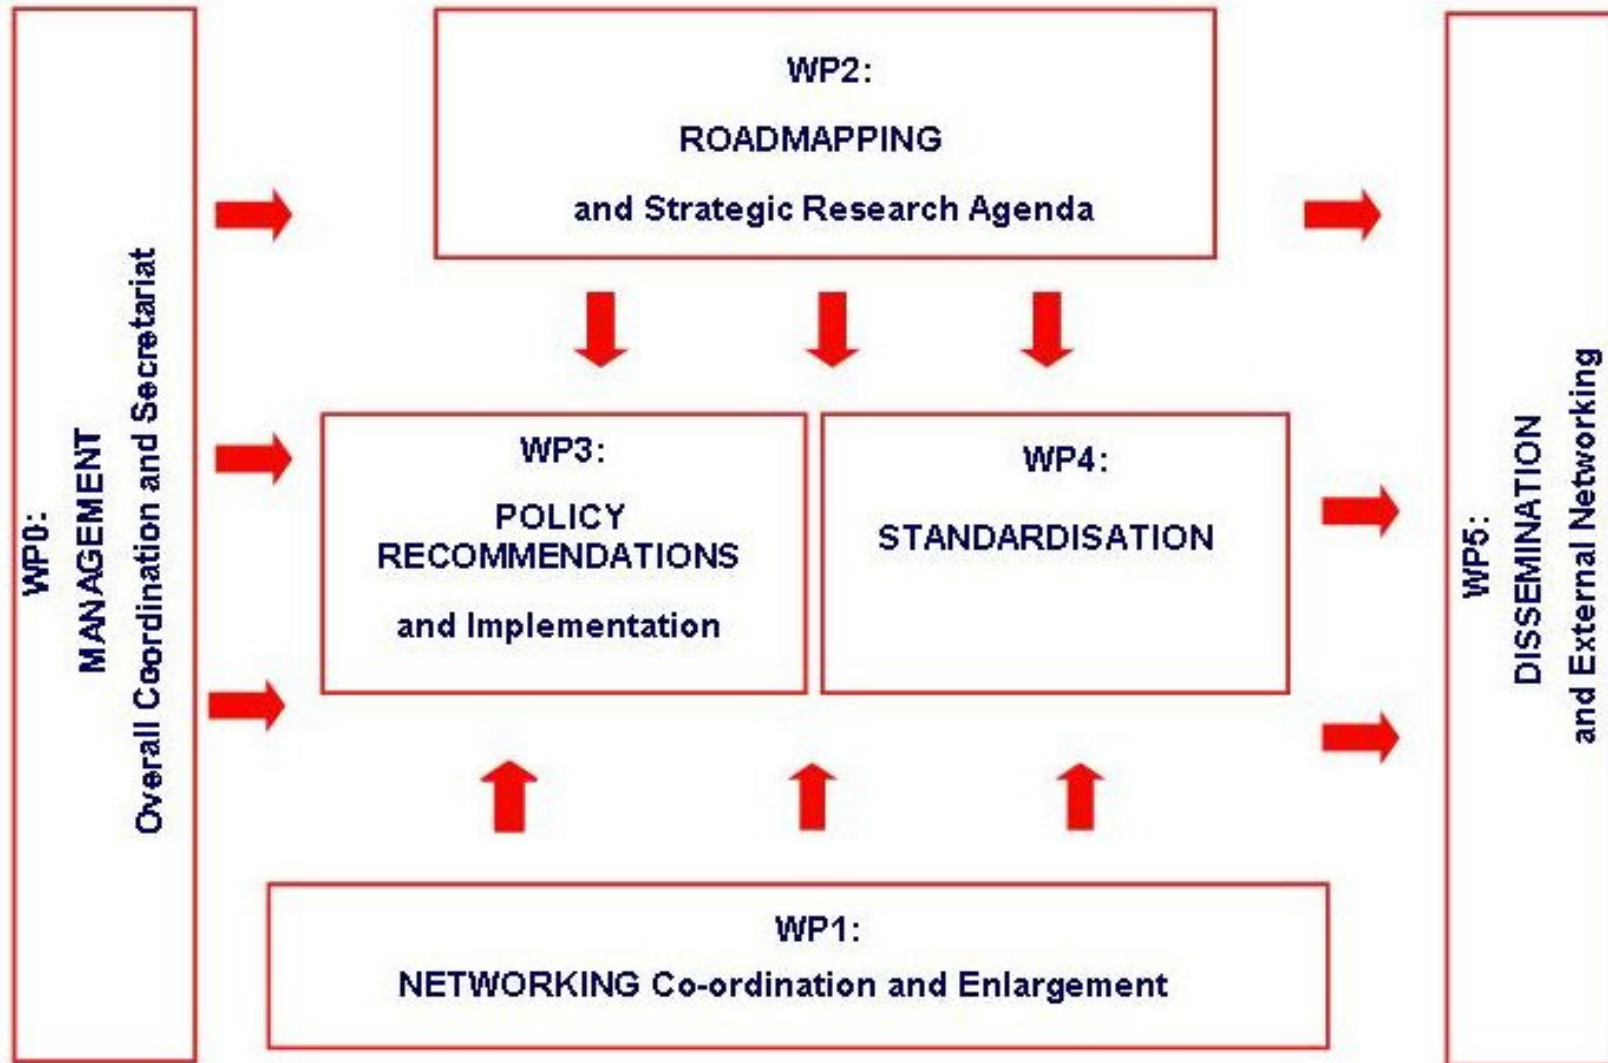 WP0:
MANAGEMENT
Overall Coordination and Secretariat
WP2:
ROADMAPPING
and Strategic Research Agenda
WP3:
POLICY
RECOMMENDATIONS
and Implementation
WP4:
STANDARDISATION
WP1:
NETWORKING Co-ordination and Enlargement
WP5:
DISSEMINATION
and External Networking